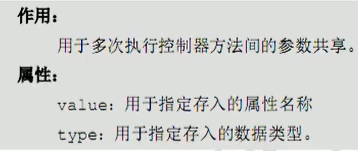 作用：
用于多次执行控制器方法间的参数共享。
属性：
value：用于指定存入的属性名称
type：用于指定存入的数据类型。